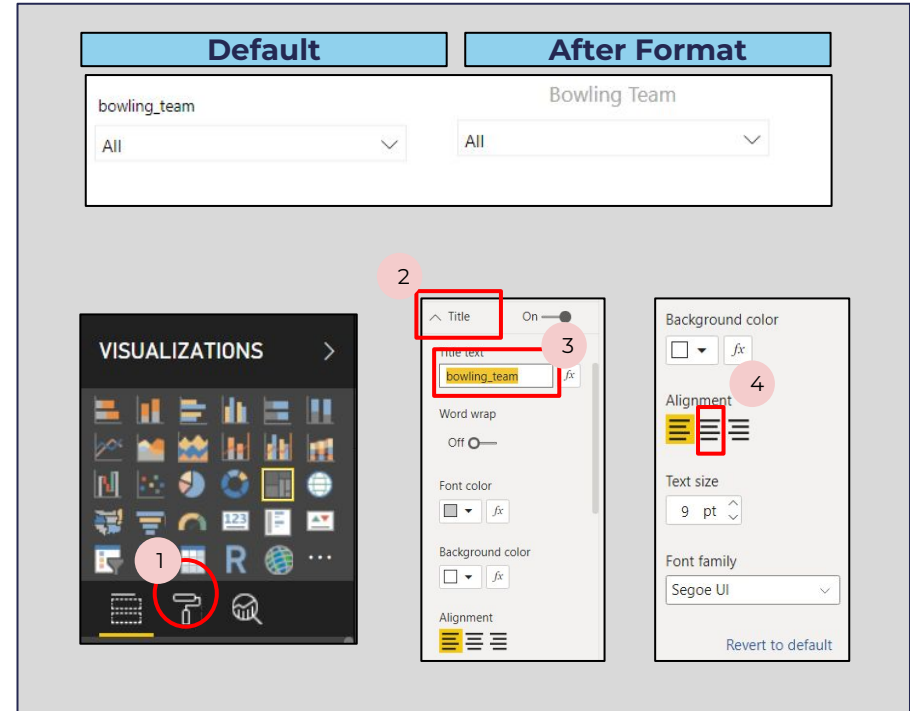 Default
After Format
bowling_team
All
Bowling Team
All
1
VISUALIZATIONS
123
R
2
Title
On
3
Title text
bowling_team
fx
Word wrap
Off
Font color
fx
Background color
fx
Alignment
Background color
fx
4
Alignment
Text size
9 pt
Font family
Segoe UI
Revert to default